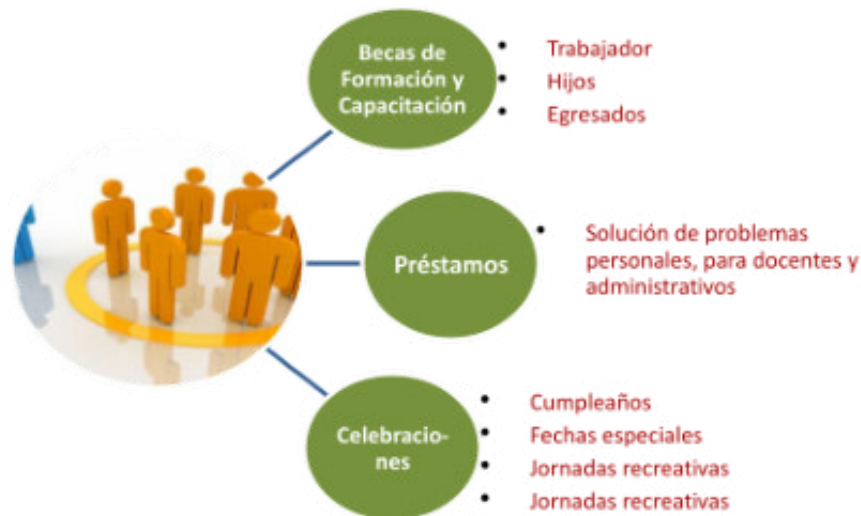 Becas de
Formación y
Capacitación
• Trabajador
• Hijos
• Egresados
Préstamos
• Solución de problemas
personales, para docentes y
administrativos
Celebracio-
nes
• Cumpleaños
• Fechas especiales
• Jornadas recreativas
• Jornadas recreativas